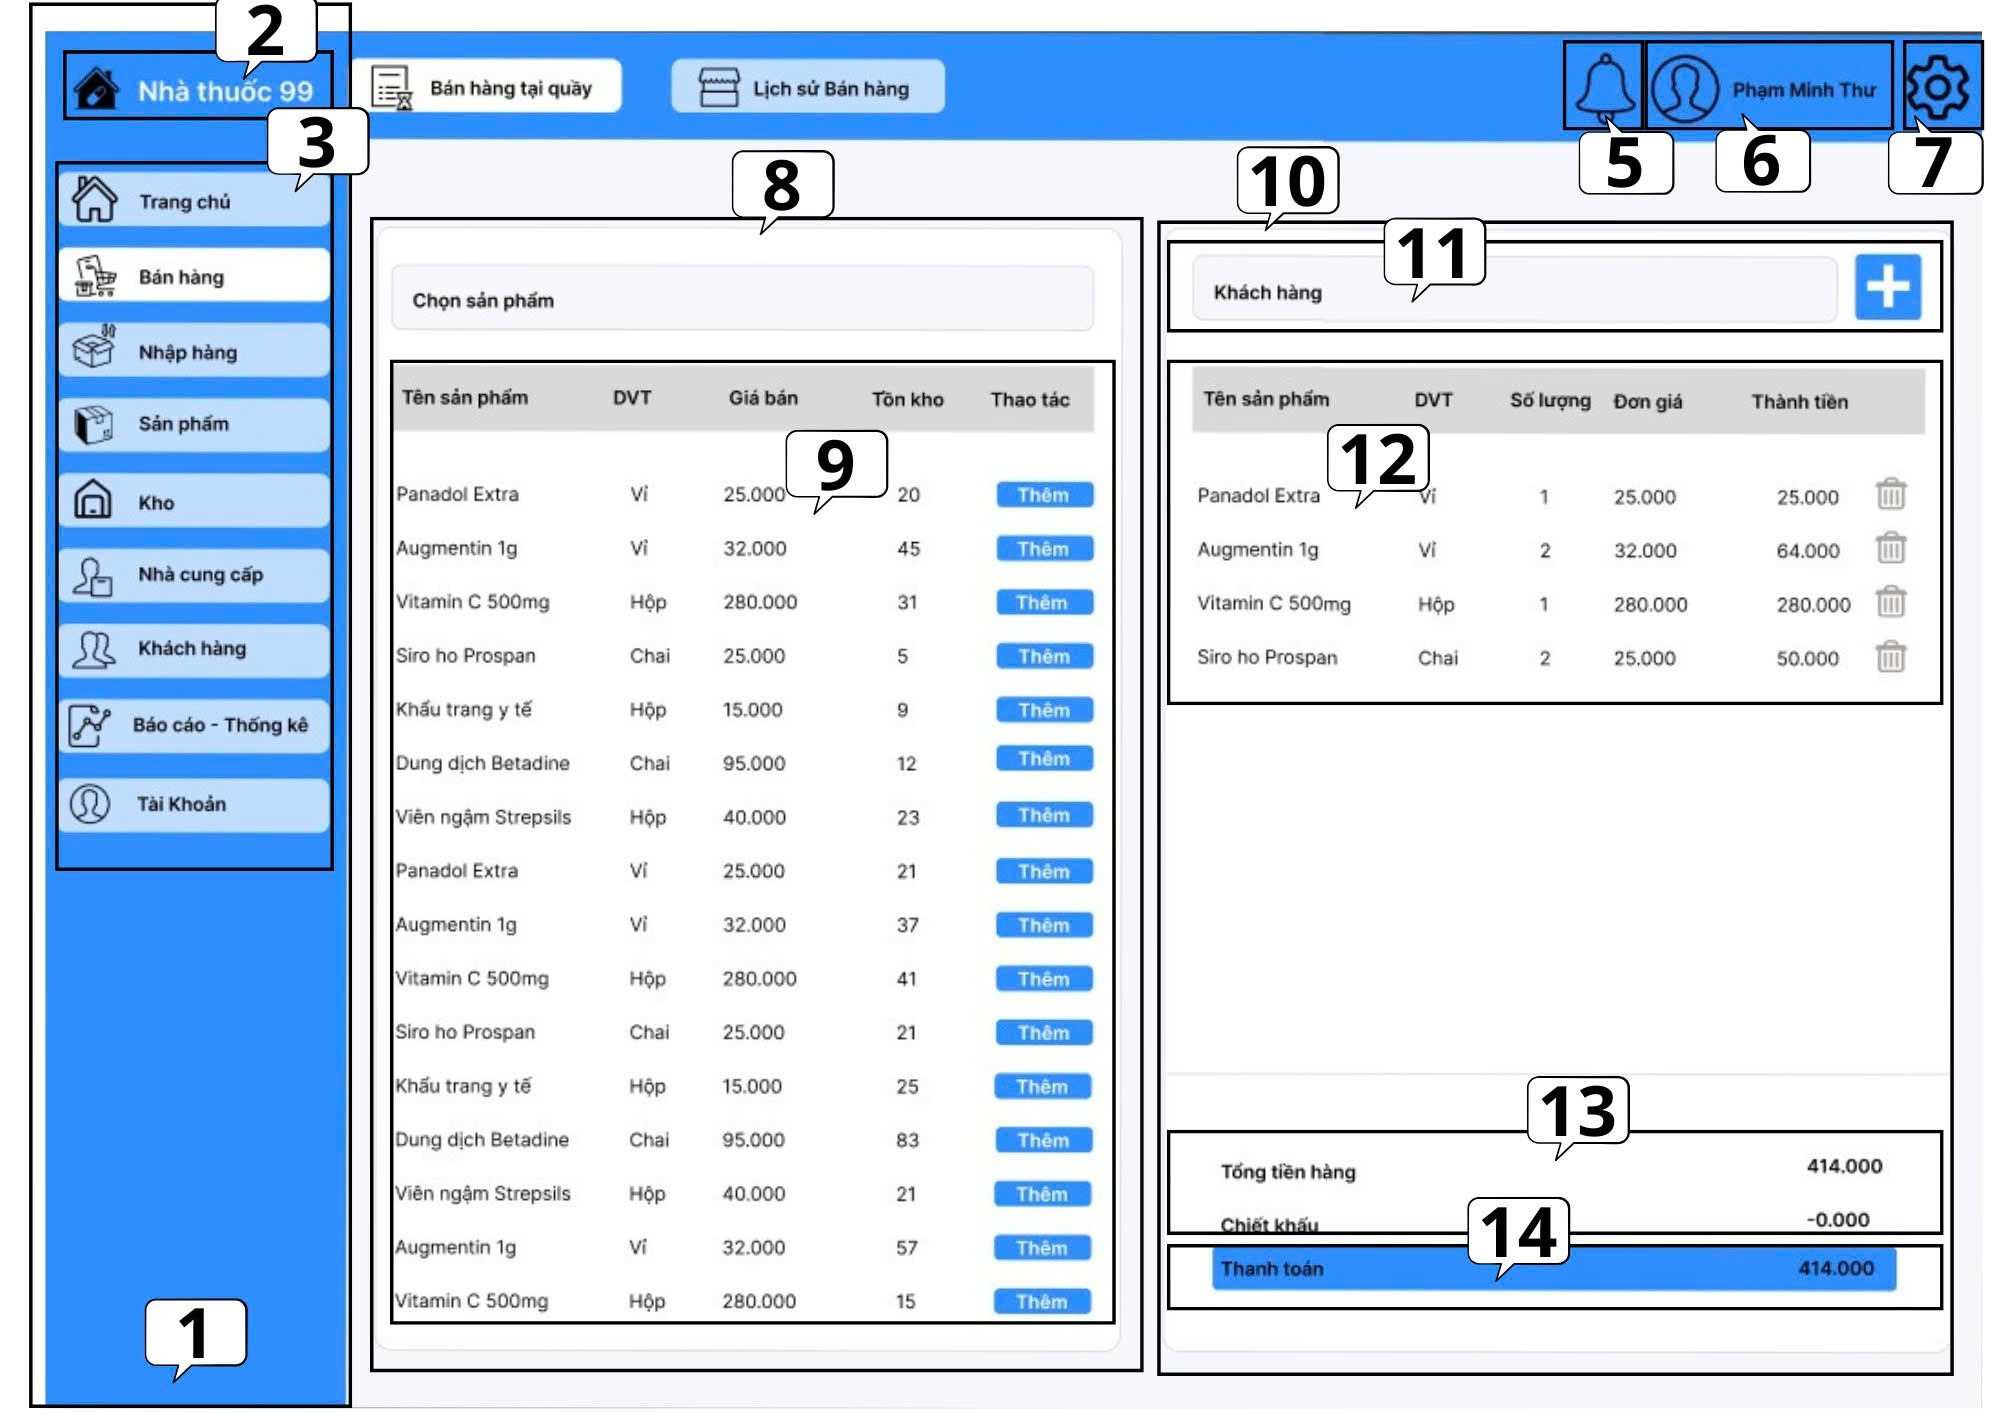 2
Nhà thuốc 99
Bán hàng tại quầy
Lịch sử Bán hàng
Phạm Minh Thư
3
5
6
7
Trang chủ
Bán hàng
Nhập hàng
Sản phẩm
Kho
Nhà cung cấp
Khách hàng
Báo cáo - Thống kê
Tài Khoản
1
8
Chọn sản phẩm
Tên sản phẩm DVT Giá bán Tồn kho Thao tác
9
Panadol Extra Vỉ 25.000 20 Thêm
Augmentin 1g Vỉ 32.000 45 Thêm
Vitamin C 500mg Hộp 280.000 31 Thêm
Siro ho Prospan Chai 25.000 5 Thêm
Khẩu trang y tế Hộp 15.000 9 Thêm
Dung dịch Betadine Chai 95.000 12 Thêm
Viên ngậm Strepsils Hộp 40.000 23 Thêm
Panadol Extra Vỉ 25.000 21 Thêm
Augmentin 1g Vỉ 32.000 37 Thêm
Vitamin C 500mg Hộp 280.000 41 Thêm
Siro ho Prospan Chai 25.000 21 Thêm
Khẩu trang y tế Hộp 15.000 25 Thêm
Dung dịch Betadine Chai 95.000 83 Thêm
Viên ngậm Strepsils Hộp 40.000 21 Thêm
Augmentin 1g Vỉ 32.000 57 Thêm
Vitamin C 500mg Hộp 280.000 15 Thêm
10
11
Khách hàng
Tên sản phẩm DVT Số lượng Đơn giá Thành tiền
12
Panadol Extra Vỉ 1 25.000 25.000
Augmentin 1g Vỉ 2 32.000 64.000
Vitamin C 500mg Hộp 1 280.000 280.000
Siro ho Prospan Chai 2 25.000 50.000
13
Tổng tiền hàng 414.000
Chiết khấu -0.000
14
Thanh toán 414.000